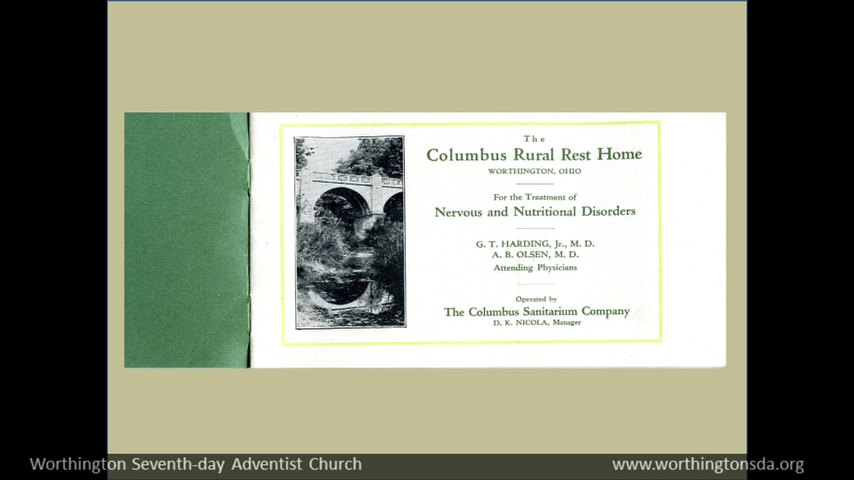 The
Columbus Rural Rest Home
WORTHINGTON, OHIO
For the Treatment of
Nervous and Nutritional Disorders
G. T. HARDING, Jr., M. D.
A. B. OLSEN, M. D.
Attending Physicians
Operated by
The Columbus Sanitarium Company
D. K. NICOLA, Manager
Worthington Seventh-day Adventist Church
www.worthingtonsda.org